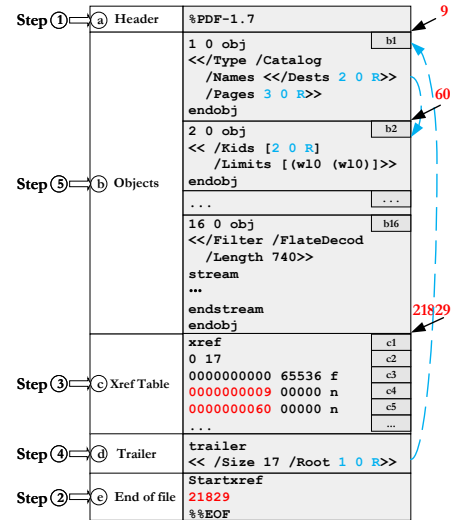 Step ① ⓐ Header %PDF-1.7 9
1 0 obj b1
<</Type /Catalog
/Names <</Dests 2 0 R>>
/Pages 3 0 R>>
endobj 60
2 0 obj b2
<< /Kids [2 0 R]
/Limits [(wl0 (wl0)]>>
Step ⑤ ⓑ Objects endobj
... ...
16 0 obj b16
<</Filter /FlateDecod
/Length 740>>
stream
…
endstream 21829
endobj
xref c1
0 17 c2
0000000000 65536 f c3
Step ③ ⓒ Xref Table 0000000009 00000 n c4
0000000060 00000 n c5
... ...
trailer
Step ④ ⓓ Trailer << /Size 17 /Root 1 0 R>>
Startxref
Step ② ⓔ End of file 21829
%%EOF